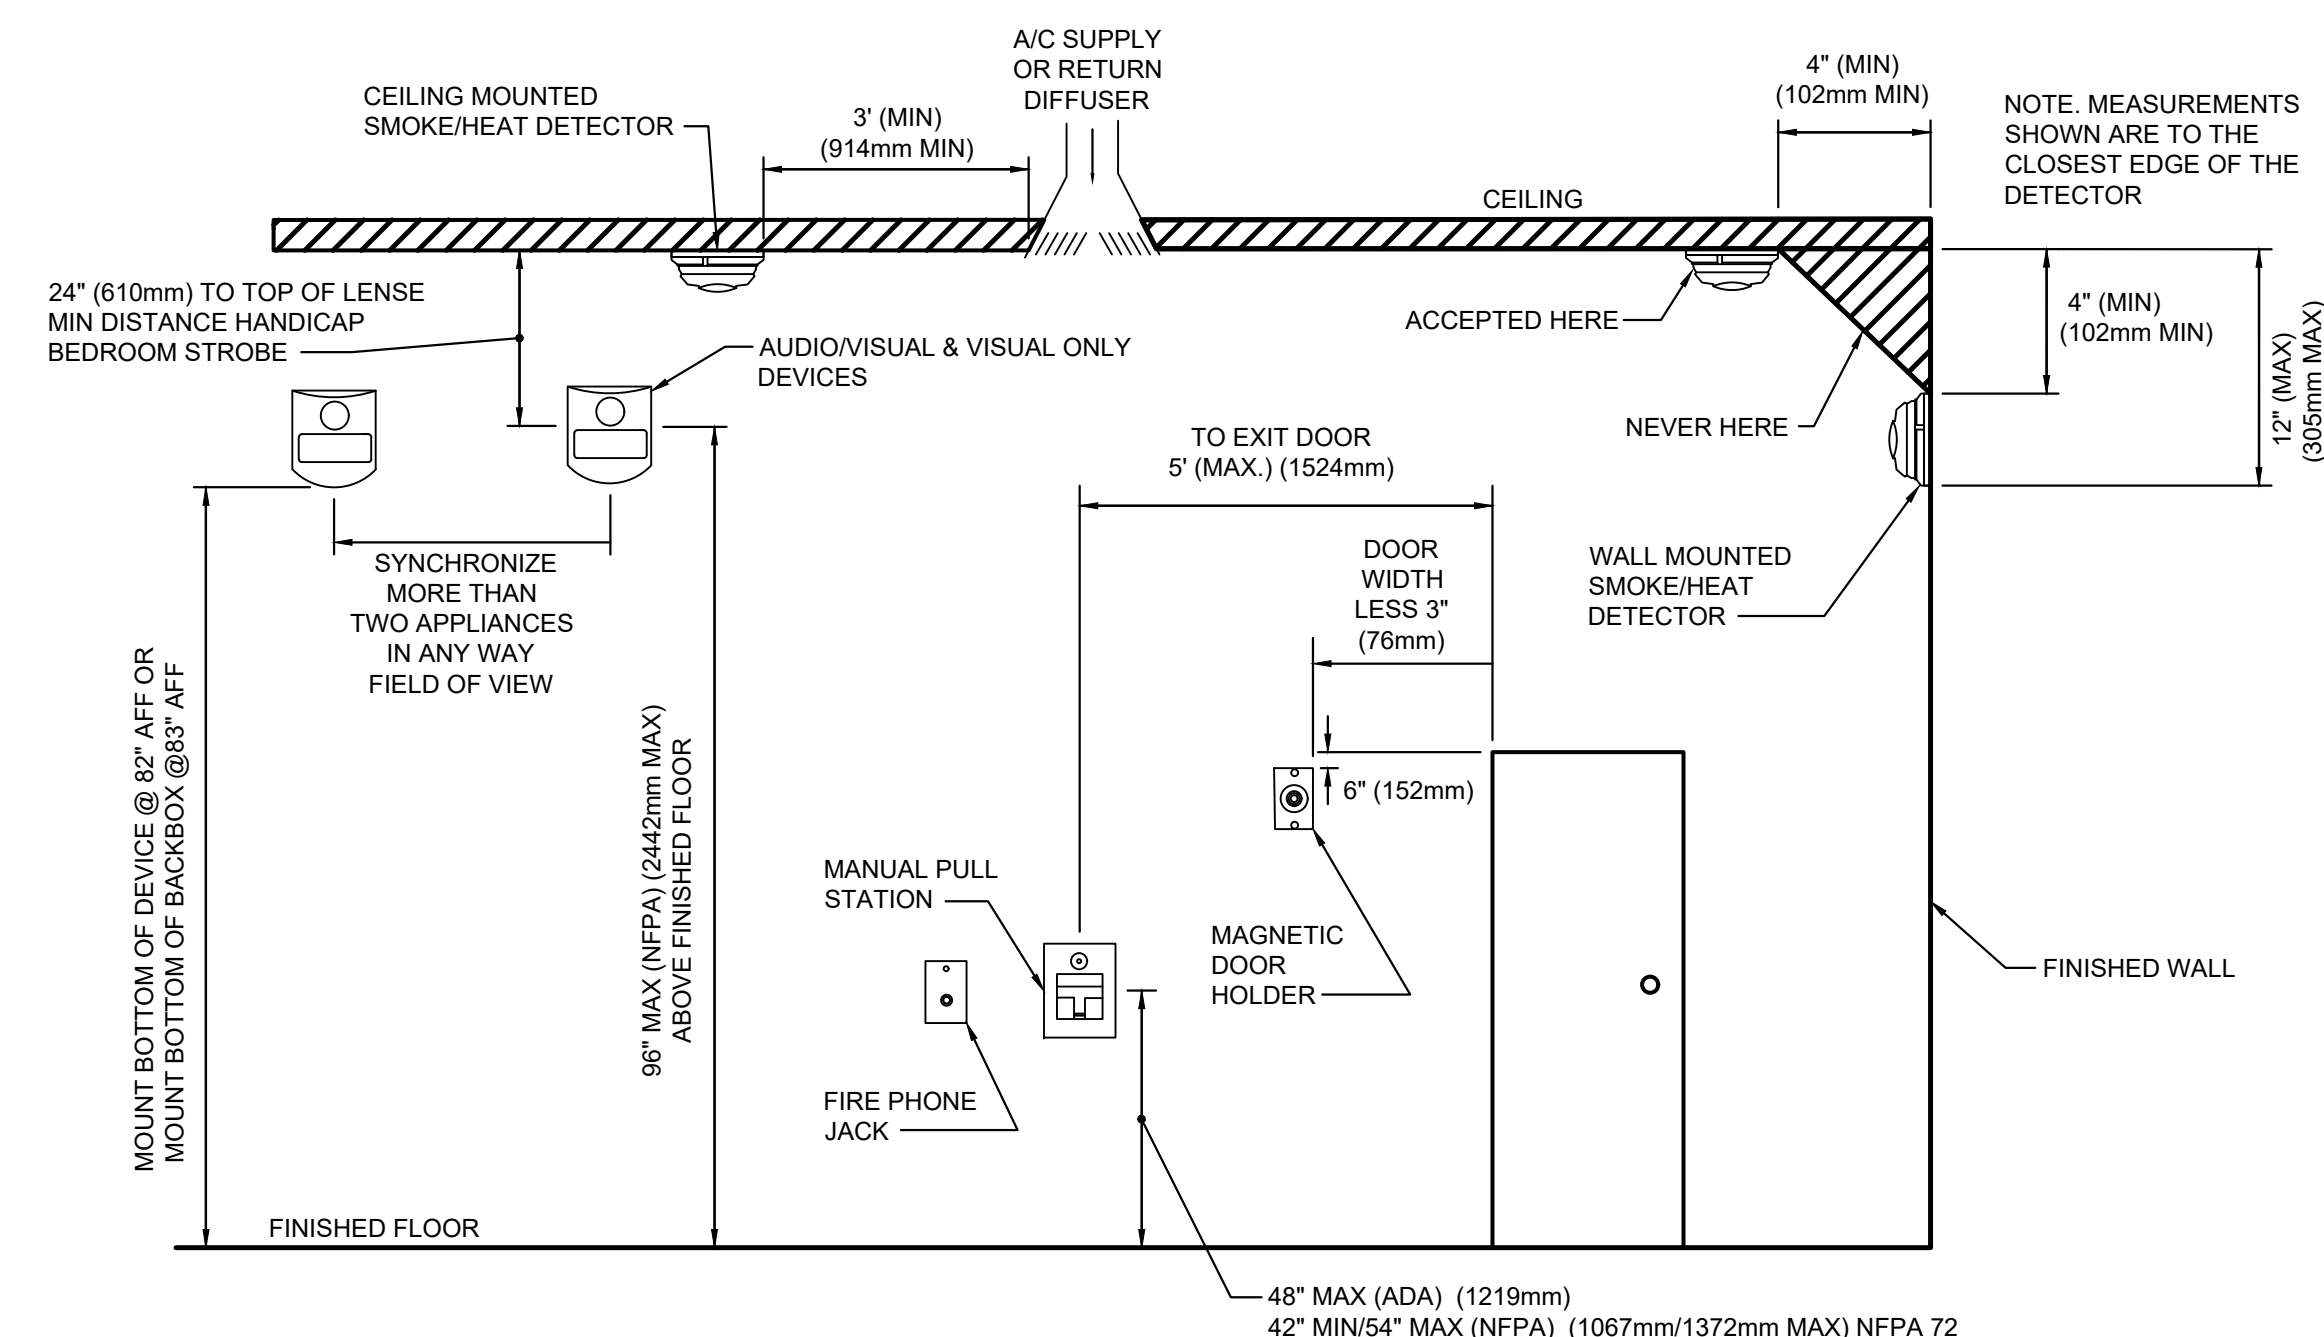 A/C SUPPLY
OR RETURN
DIFFUSER
CEILING MOUNTED
SMOKE/HEAT DETECTOR
3' (MIN)
(914mm MIN)
4" (MIN)
(102mm MIN)
NOTE. MEASUREMENTS
SHOWN ARE TO THE
CLOSEST EDGE OF THE
DETECTOR
CEILING
24" (610mm) TO TOP OF LENSE
MIN DISTANCE HANDICAP
BEDROOM STROBE
AUDIO/VISUAL & VISUAL ONLY
DEVICES
ACCEPTED HERE
4" (MIN)
(102mm MIN)
12" (MAX)
(305mm MAX)
NEVER HERE
TO EXIT DOOR
5' (MAX.) (1524mm)
SYNCHRONIZE
MORE THAN
TWO APPLIANCES
IN ANY WAY
FIELD OF VIEW
DOOR
WIDTH
LESS 3"
(76mm)
WALL MOUNTED
SMOKE/HEAT
DETECTOR
MOUNT BOTTOM OF DEVICE @ 82" AFF OR
MOUNT BOTTOM OF BACKBOX @83" AFF
96" MAX (NFPA) (2442mm MAX)
ABOVE FINISHED FLOOR
6" (152mm)
MANUAL PULL
STATION
MAGNETIC
DOOR
HOLDER
FINISHED WALL
FIRE PHONE
JACK
FINISHED FLOOR
48" MAX (ADA) (1219mm)
42" MIN/54" MAX (NFPA) (1067mm/1372mm MAX) NFPA 72